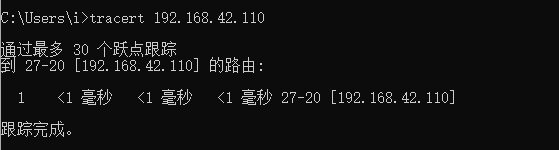 C:\Users\i>tracert 192.168.42.110
通过最多 30 个跃点跟踪
到 27-20 [192.168.42.110] 的路由:
1 <1 毫秒 <1 毫秒 <1 毫秒 27-20 [192.168.42.110]
跟踪完成。